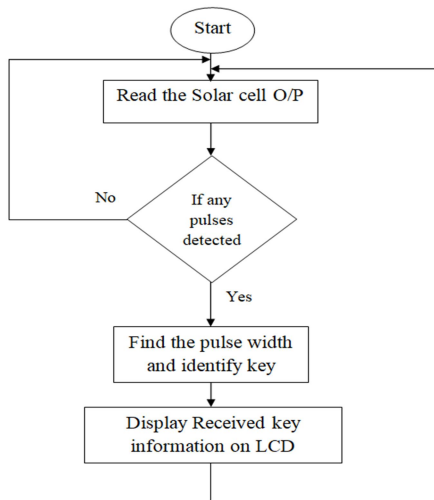 Start
Read the Solar cell O/P
No
If any
pulses
detected
Yes
Find the pulse width
and identify key
Display Received key
information on LCD